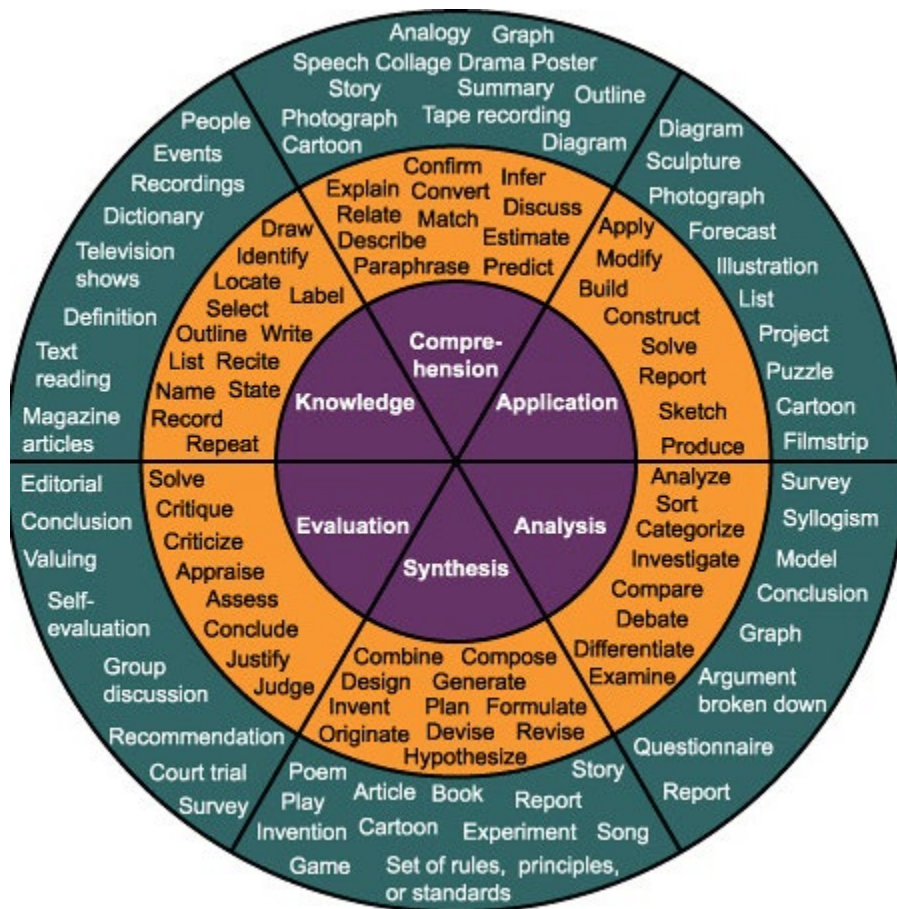 Analogy Graph
Speech Collage Drama Poster
Story Summary Outline
Photograph Tape recording
Cartoon Diagram
Confirm Infer
Explain Convert
Relate Match Discuss
Describe Estimate
Paraphrase Predict
Compre-
hension
Diagram
Sculpture
Photograph
Forecast
Illustration
List
Project
Puzzle
Cartoon
Filmstrip
Apply
Modify
Build
Construct
Solve
Report
Sketch
Produce
Application
Survey
Syllogism
Model
Conclusion
Graph
Argument
broken down
Questionnaire
Report
Analyze
Sort
Categorize
Investigate
Compare
Debate
Differentiate
Examine
Analysis
Synthesis
Combine Compose
Design Generate
Invent Plan Formulate
Originate Devise Revise
Hypothesize
Poem Story
Play Article Book Report
Invention Cartoon Experiment Song
Game Set of rules, principles,
or standards
Evaluation
Solve
Critique
Criticize
Appraise
Assess
Conclude
Justify
Judge
Editorial
Conclusion
Valuing
Self-
evaluation
Group
discussion
Recommendation
Court trial
Survey
Knowledge
Draw
Identify
Locate
Select Label
Outline Write
List Recite
Name State
Record
Repeat
People
Events
Recordings
Dictionary
Television
shows
Definition
Text
reading
Magazine
articles